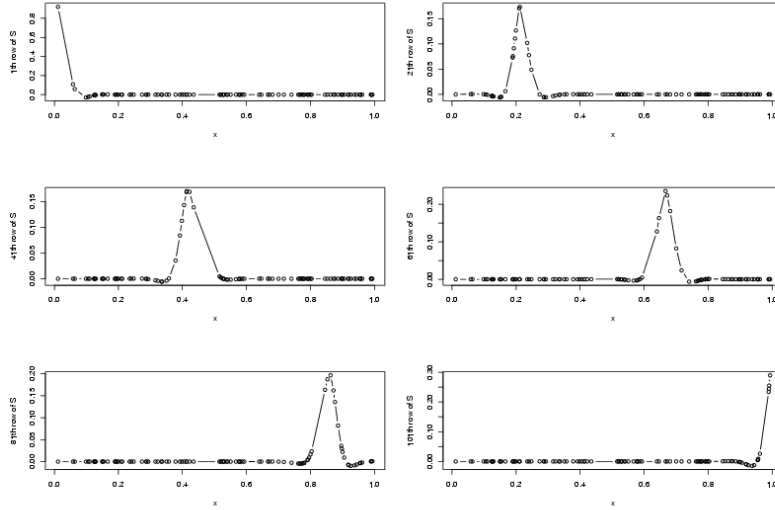 1th row of S
0.0 0.2 0.4 0.6 0.8
0.0 0.2 0.4 0.6 0.8 1.0
x
21th row of S
0.00 0.05 0.10 0.15
0.0 0.2 0.4 0.6 0.8 1.0
x
41th row of S
0.00 0.05 0.10 0.15
0.0 0.2 0.4 0.6 0.8 1.0
x
61th row of S
0.00 0.10 0.20
0.0 0.2 0.4 0.6 0.8 1.0
x
81th row of S
0.00 0.05 0.10 0.15 0.20
0.0 0.2 0.4 0.6 0.8 1.0
x
101th row of S
0.00 0.10 0.20 0.30
0.0 0.2 0.4 0.6 0.8 1.0
x